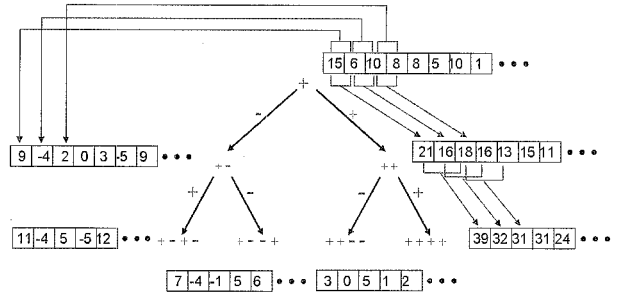 15 6 10 8 8 5 10 1 •••
+
- +
9 -4 2 0 3 -5 9 •••
+-
++
21 16 18 16 13 15 11 •••
+ - - +
11 -4 5 -5 12 •••
+-+-
+--+
++--
++++
39 32 31 31 24 •••
7 -4 -1 5 6 •••
3 0 5 1 2 •••